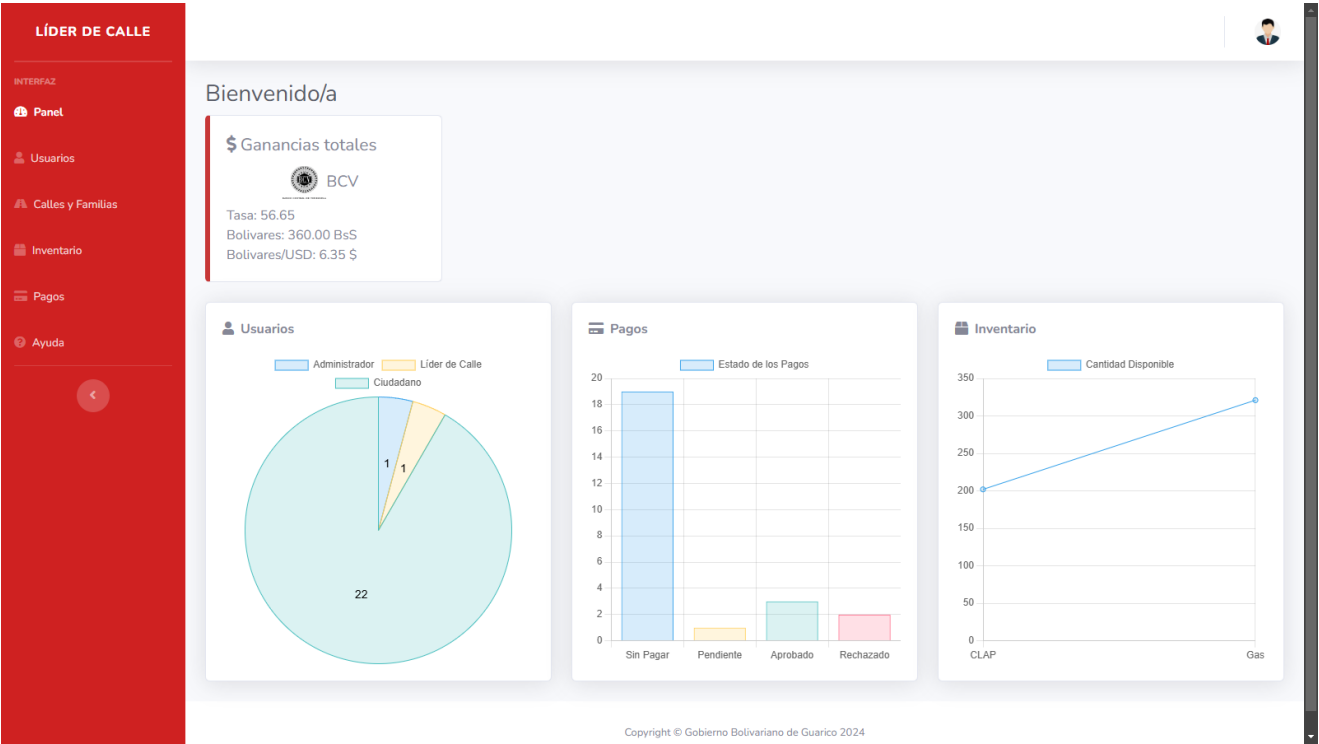 LÍDER DE CALLE
INTERFAZ
Panel
Usuarios
Calles y Familias
Inventario
Pagos
Ayuda
Bienvenido/a
$ Ganancias totales
BCV
Tasa: 56.65
Bolivares: 360.00 BsS
Bolivares/USD: 6.35 $
Usuarios
Administrador Líder de Calle
Ciudadano
1
1
22
Pagos
Estado de los Pagos
20
18
16
14
12
10
8
6
4
2
0
Sin Pagar Pendiente Aprobado Rechazado
Inventario
Cantidad Disponible
350
300
250
200
150
100
50
0
CLAP Gas
Copyright © Gobierno Bolivariano de Guarico 2024